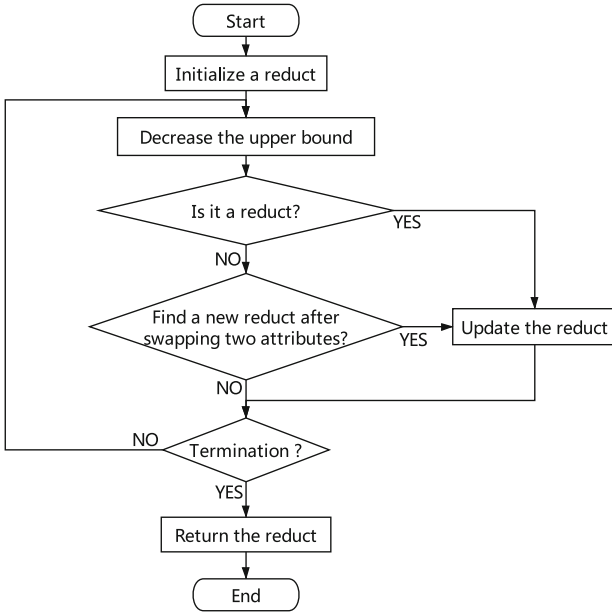 Start
Initialize a reduct
Decrease the upper bound
Is it a reduct?
YES
NO
Find a new reduct after
swapping two attributes?
YES
Update the reduct
NO
NO
Termination ?
YES
Return the reduct
End